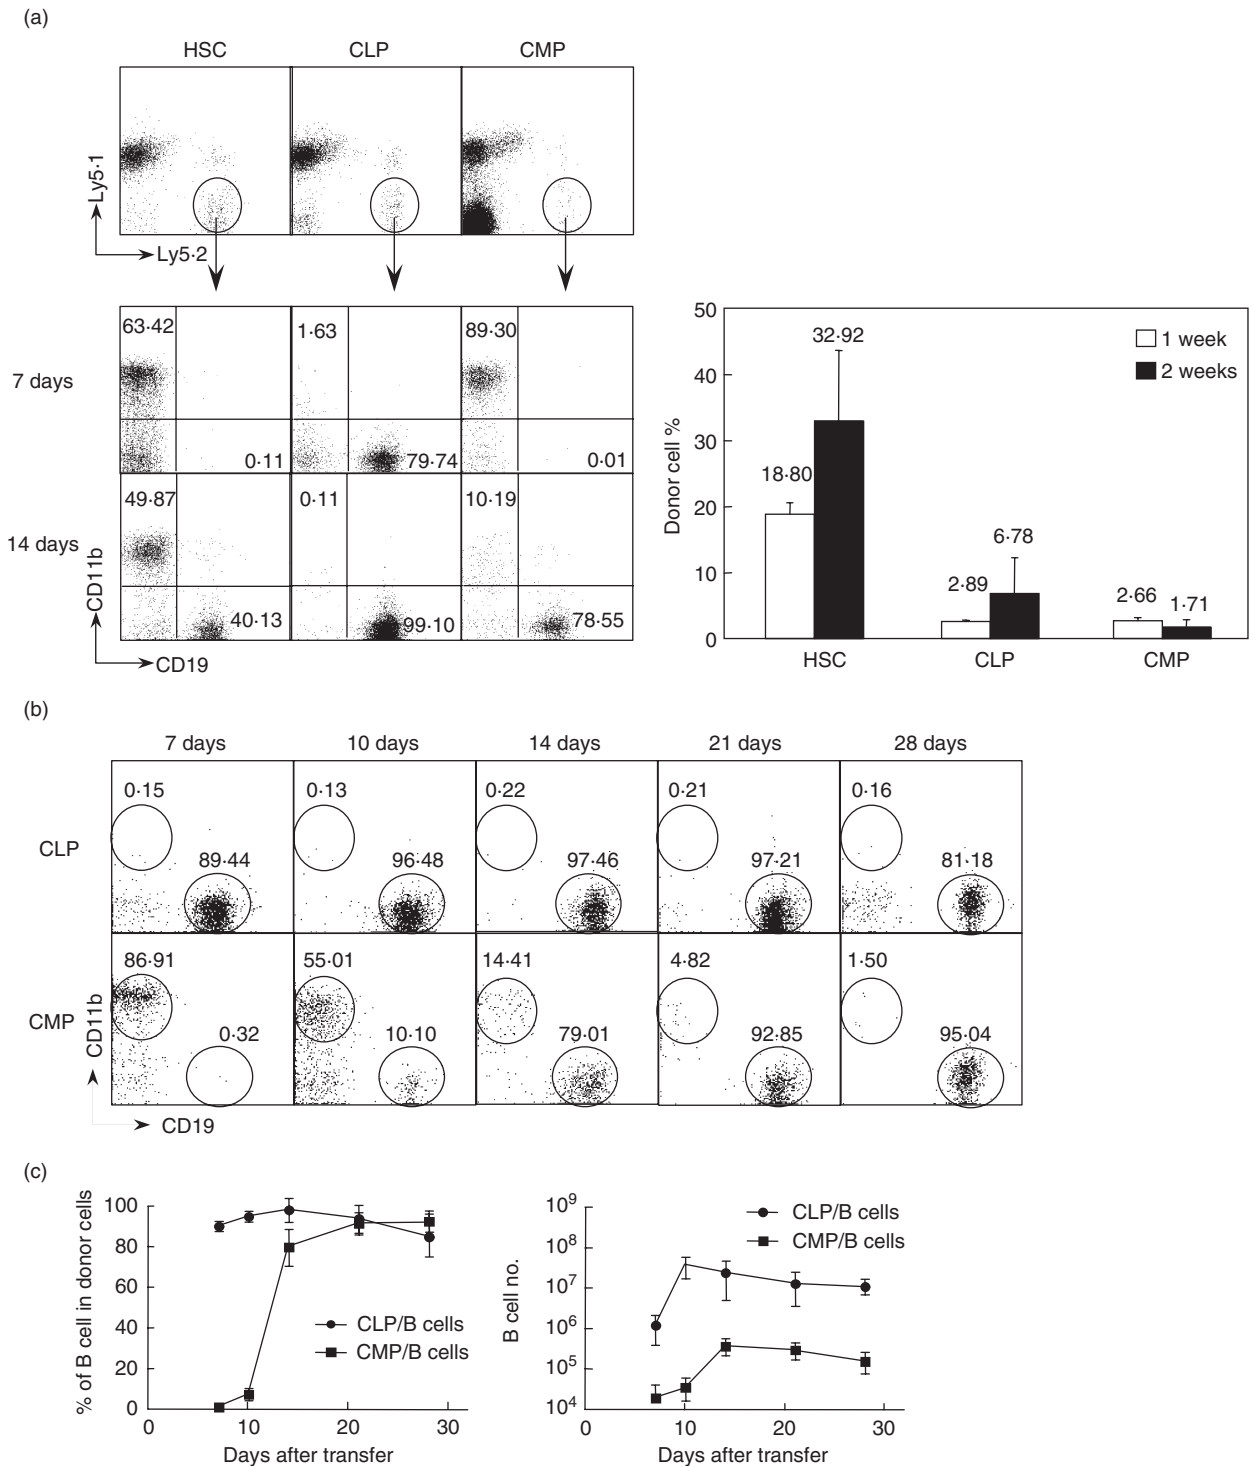 (a)
HSC CLP CMP
Ly5·1
Ly5·2
7 days
63·42 1·63 89·30
0·11 79·74 0·01
14 days
49·87 0·11 10·19
40·13 99·10 78·55
CD11b
CD19
50
40
30
20
10
0
Donor cell %
1 week
2 weeks
18·80 32·92
2·89 6·78
2·66 1·71
HSC CLP CMP
(b)
7 days 10 days 14 days 21 days 28 days
CLP
0·15 0·13 0·22 0·21 0·16
89·44 96·48 97·46 97·21 81·18
CMP
86·91 55·01 14·41 4·82 1·50
0·32 10·10 79·01 92·85 95·04
CD11b
CD19
(c)
% of B cell in donor cells
100
80
60
40
20
0
0 10 20 30
Days after transfer
CLP/B cells
CMP/B cells
B cell no.
10⁹
10⁸
10⁷
10⁶
10⁵
10⁴
0 10 20 30
Days after transfer
CLP/B cells
CMP/B cells